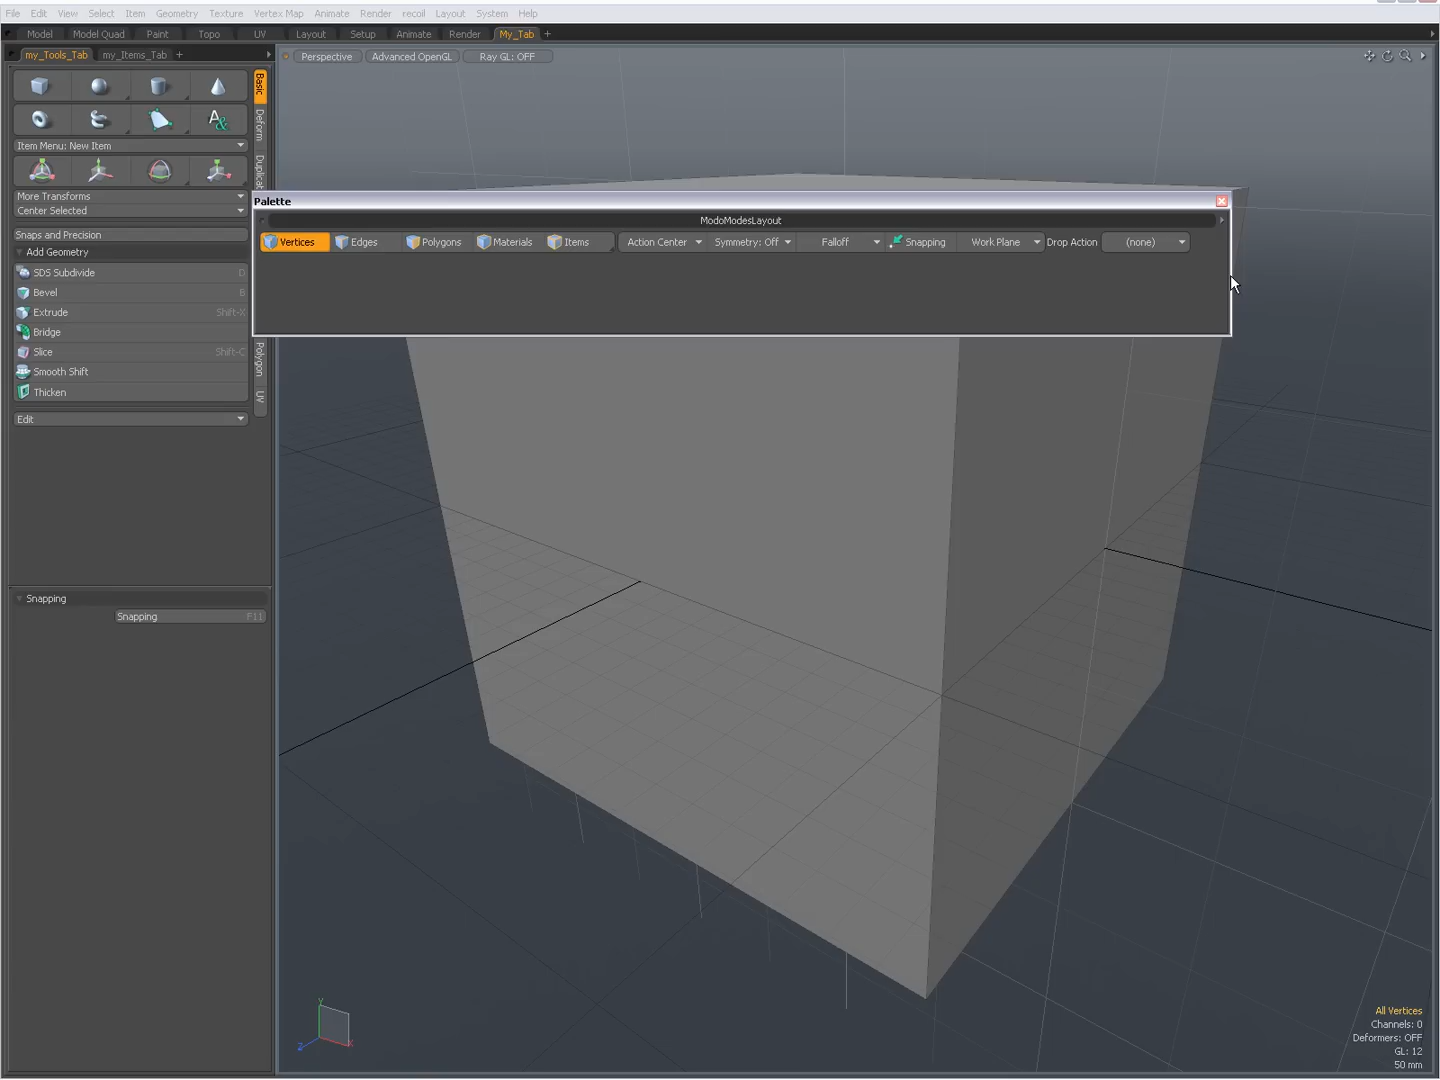 File Edit View Select Item Geometry Texture Vertex Map Animate Render recoil Layout System Help
Model Model Quad Paint Topo UV Layout Setup Animate Render My_Tab +
my_Tools_Tab my_Items_Tab +
Perspective Advanced OpenGL Ray GL: OFF
Basic
Deform
Duplicat
Polygon
UV
Item Menu: New Item
More Transforms
Center Selected
Snaps and Precision
Add Geometry
SDS Subdivide D
Bevel B
Extrude Shift-X
Bridge
Slice Shift-C
Smooth Shift
Thicken
Edit
Snapping
Snapping F11
Palette
ModoModesLayout
Vertices Edges Polygons Materials Items Action Center Symmetry: Off Falloff Snapping Work Plane Drop Action (none)
Y
Z
X
All Vertices
Channels: 0
Deformers: OFF
GL: 12
50 mm